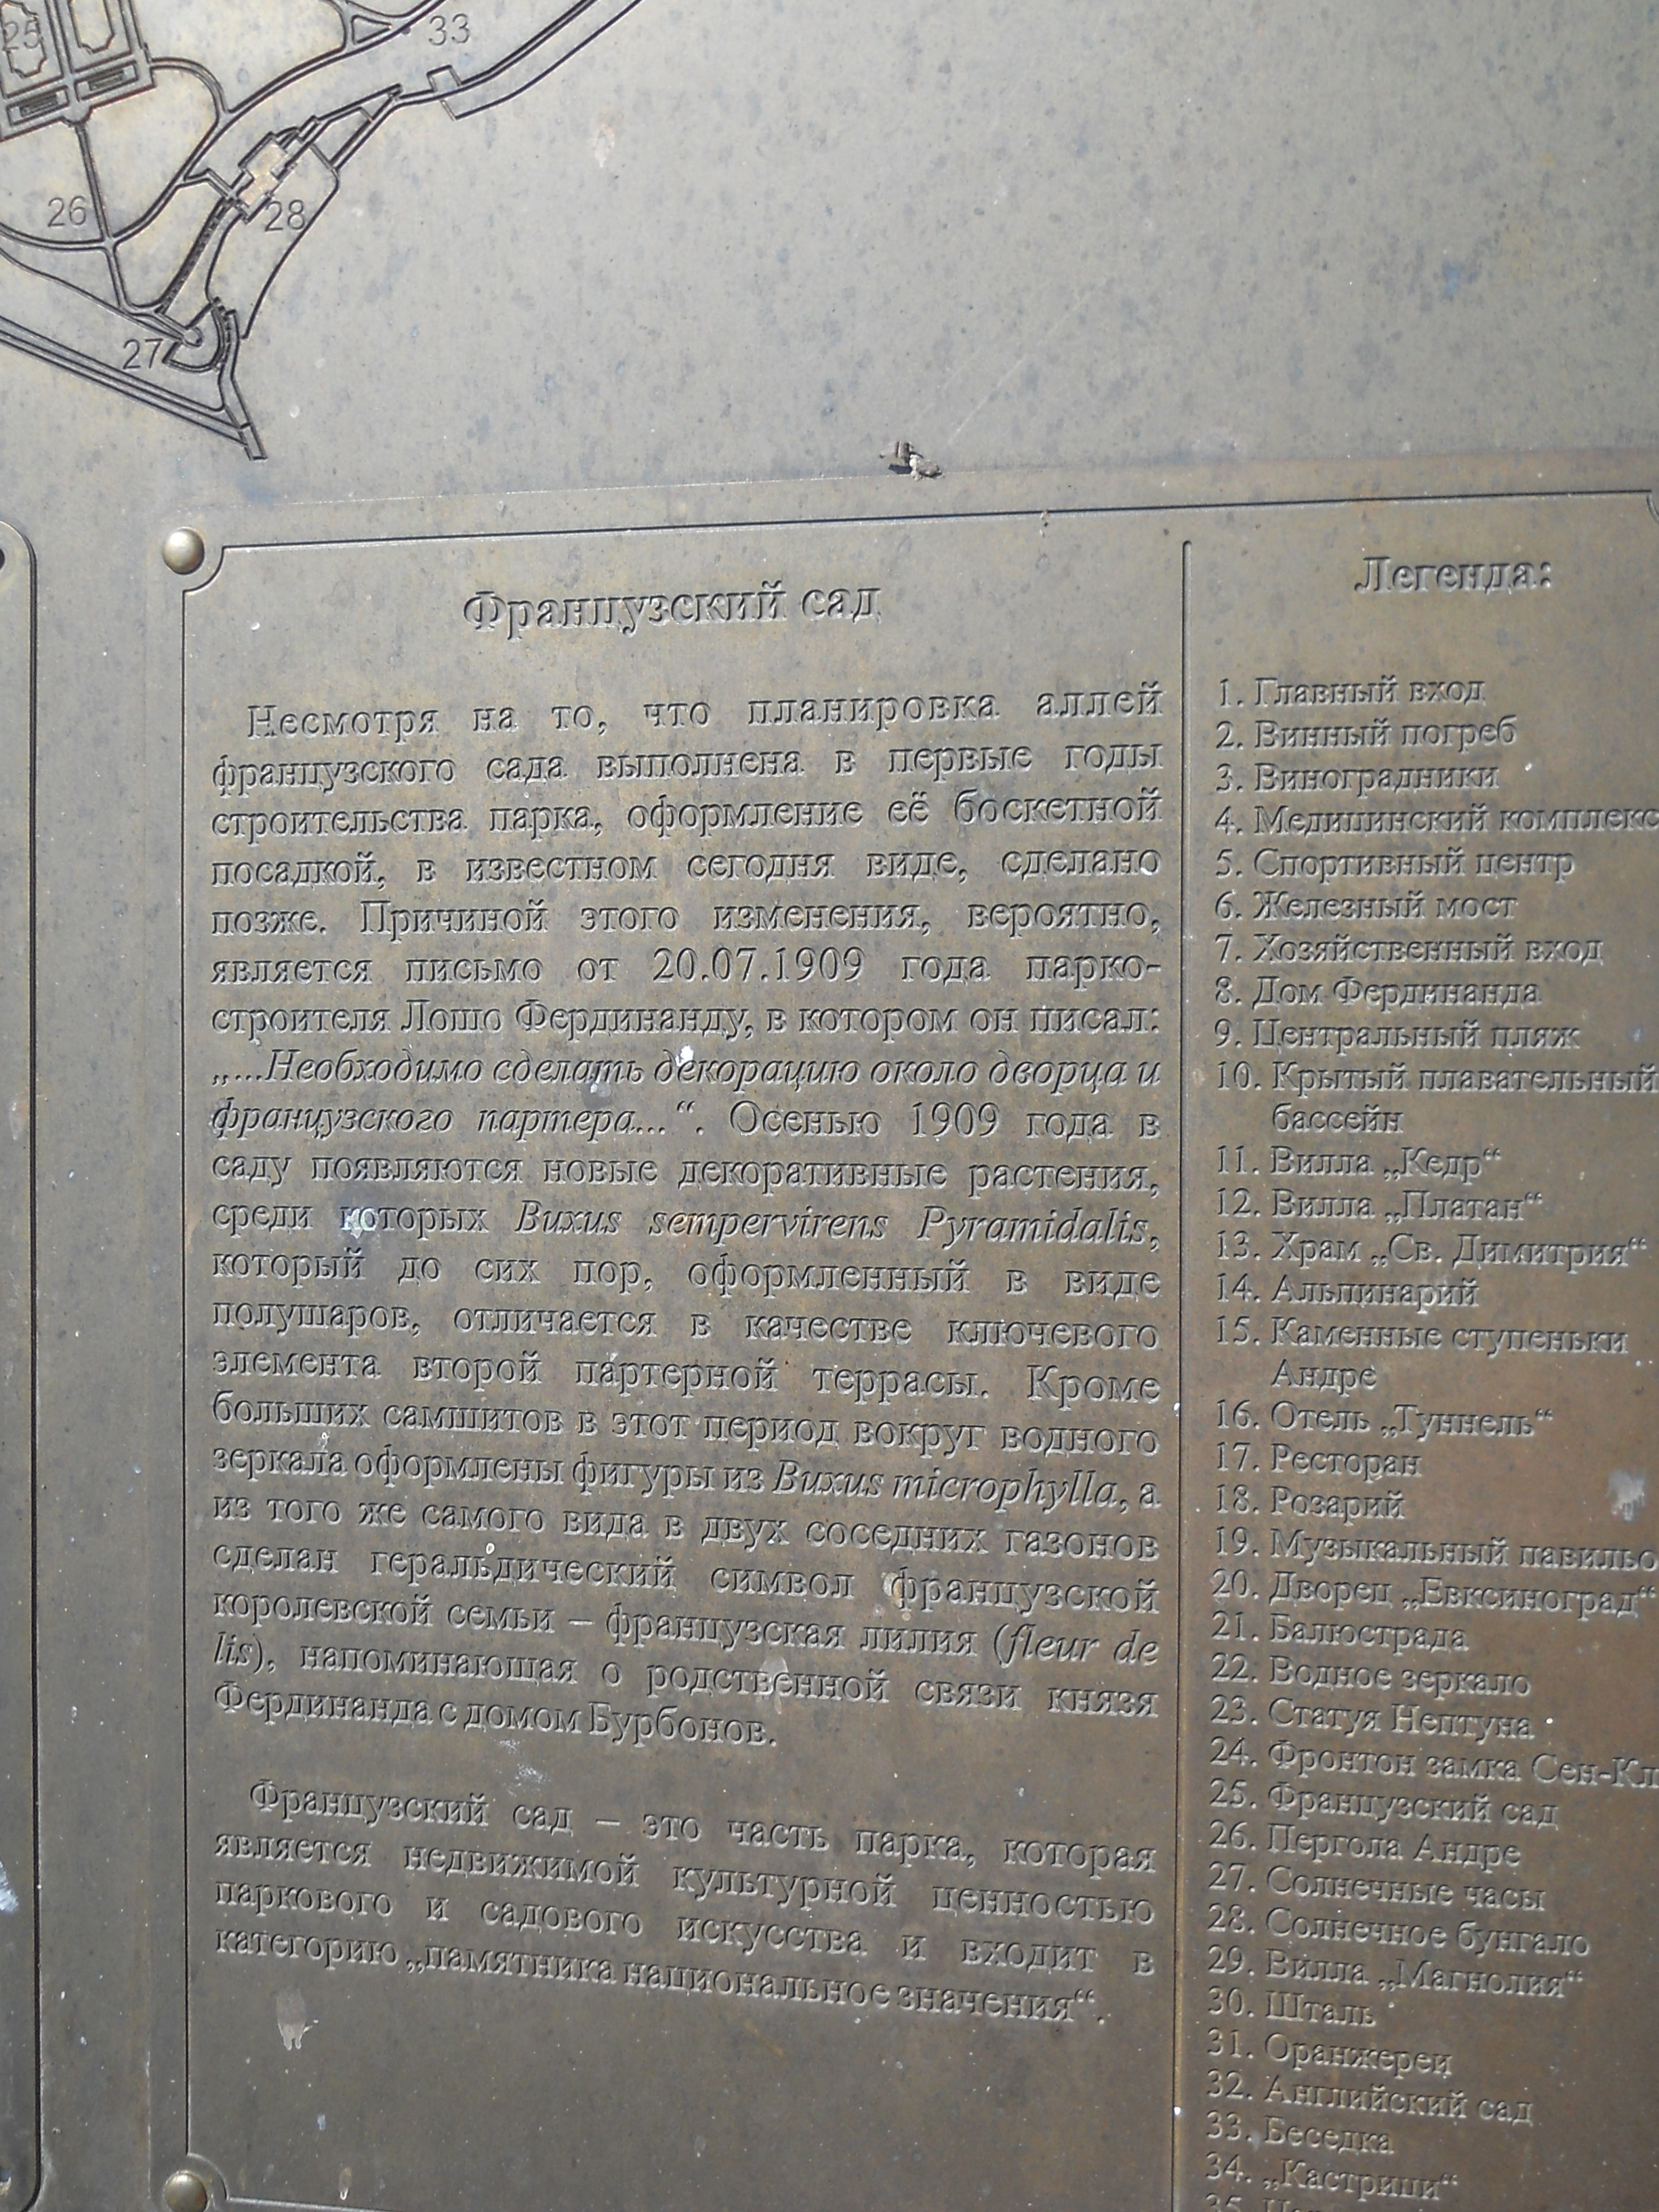 25
33
26
28
27
Французский сад
Несмотря на то, что планировка аллей
французского сада выполнена в первые годы
строительства парка, оформление её боскетной
посадкой, в известном сегодня виде, сделано
позже. Причиной этого изменения, вероятно,
является письмо от 20.07.1909 года парко-
строителя Лошо Фердинанду, в котором он писал:
„...Необходимо сделать декорацию около дворца и
французского партера...“. Осенью 1909 года в
саду появляются новые декоративные растения,
среди которых Buxus sempervirens Pyramidalis,
который до сих пор, оформленный в виде
полушаров, отличается в качестве ключевого
элемента второй партерной террасы. Кроме
больших самшитов в этот период вокруг водного
зеркала оформлены фигуры из Buxus microphylla, а
из того же самого вида в двух соседних газонов
сделан геральдический символ французской
королевской семьи – французская лилия (fleur de
lis), напоминающая о родственной связи князя
Фердинанда с домом Бурбонов.
Французский сад – это часть парка, которая
является недвижимой культурной ценностью
паркового и садового искусства и входит в
категорию „памятника национальное значения“.
Легенда:
1. Главный вход
2. Винный погреб
3. Виноградники
4. Медицинский комплекс
5. Спортивный центр
6. Железный мост
7. Хозяйственный вход
8. Дом Фердинанда
9. Центральный пляж
10. Крытый плавательный
бассейн
11. Вилла „Кедр“
12. Вилла „Платан“
13. Храм „Св. Димитрия“
14. Альпинарий
15. Каменные ступеньки
Андре
16. Отель „Туннель“
17. Ресторан
18. Розарий
19. Музыкальный павильо
20. Дворец „Евксиноград“
21. Балюстрада
22. Водное зеркало
23. Статуя Нептуна
24. Фронтон замка Сен-Кл
25. Французский сад
26. Пергола Андре
27. Солнечные часы
28. Солнечное бунгало
29. Вилла „Магнолия“
30. Шталь
31. Оранжереи
32. Английский сад
33. Беседка
34. „Кастрици“
35.